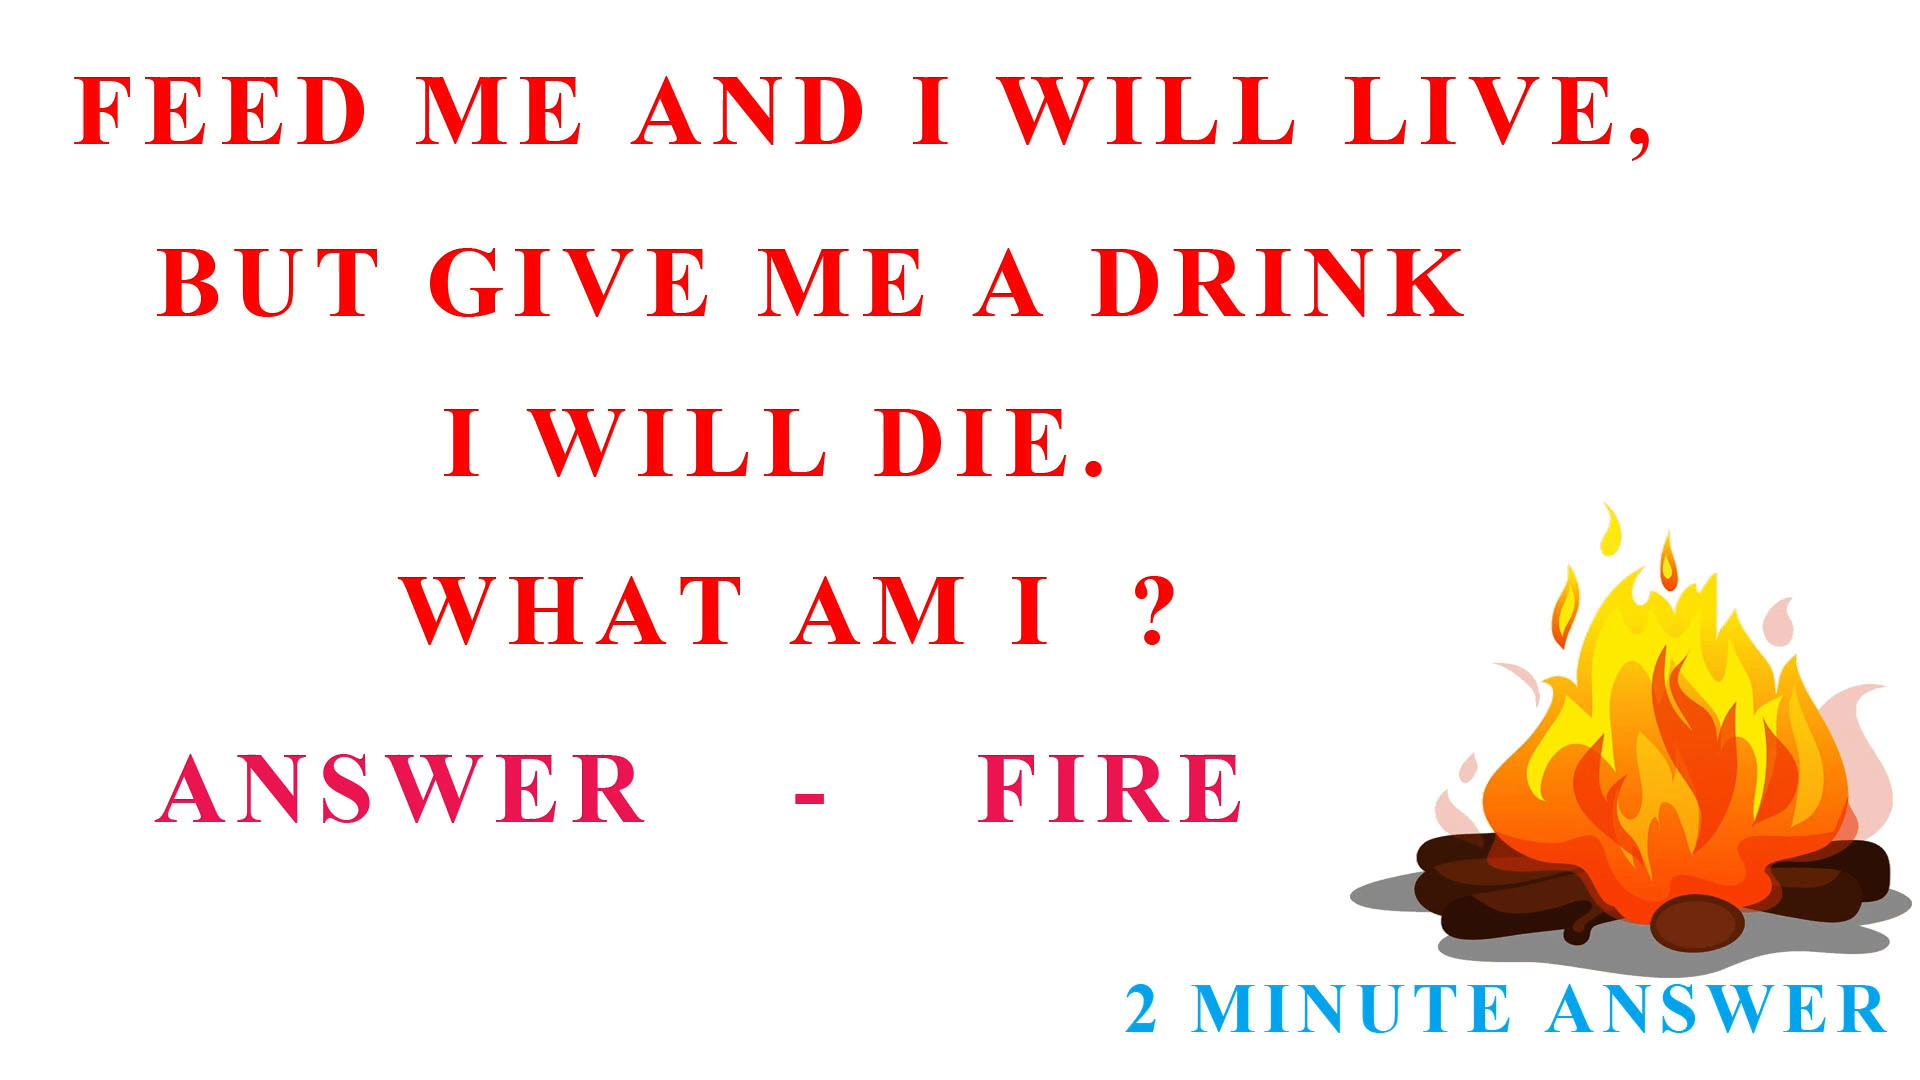 FEED ME AND I WILL LIVE,
BUT GIVE ME A DRINK
I WILL DIE.
WHAT AM I ?
ANSWER - FIRE
2 MINUTE ANSWER